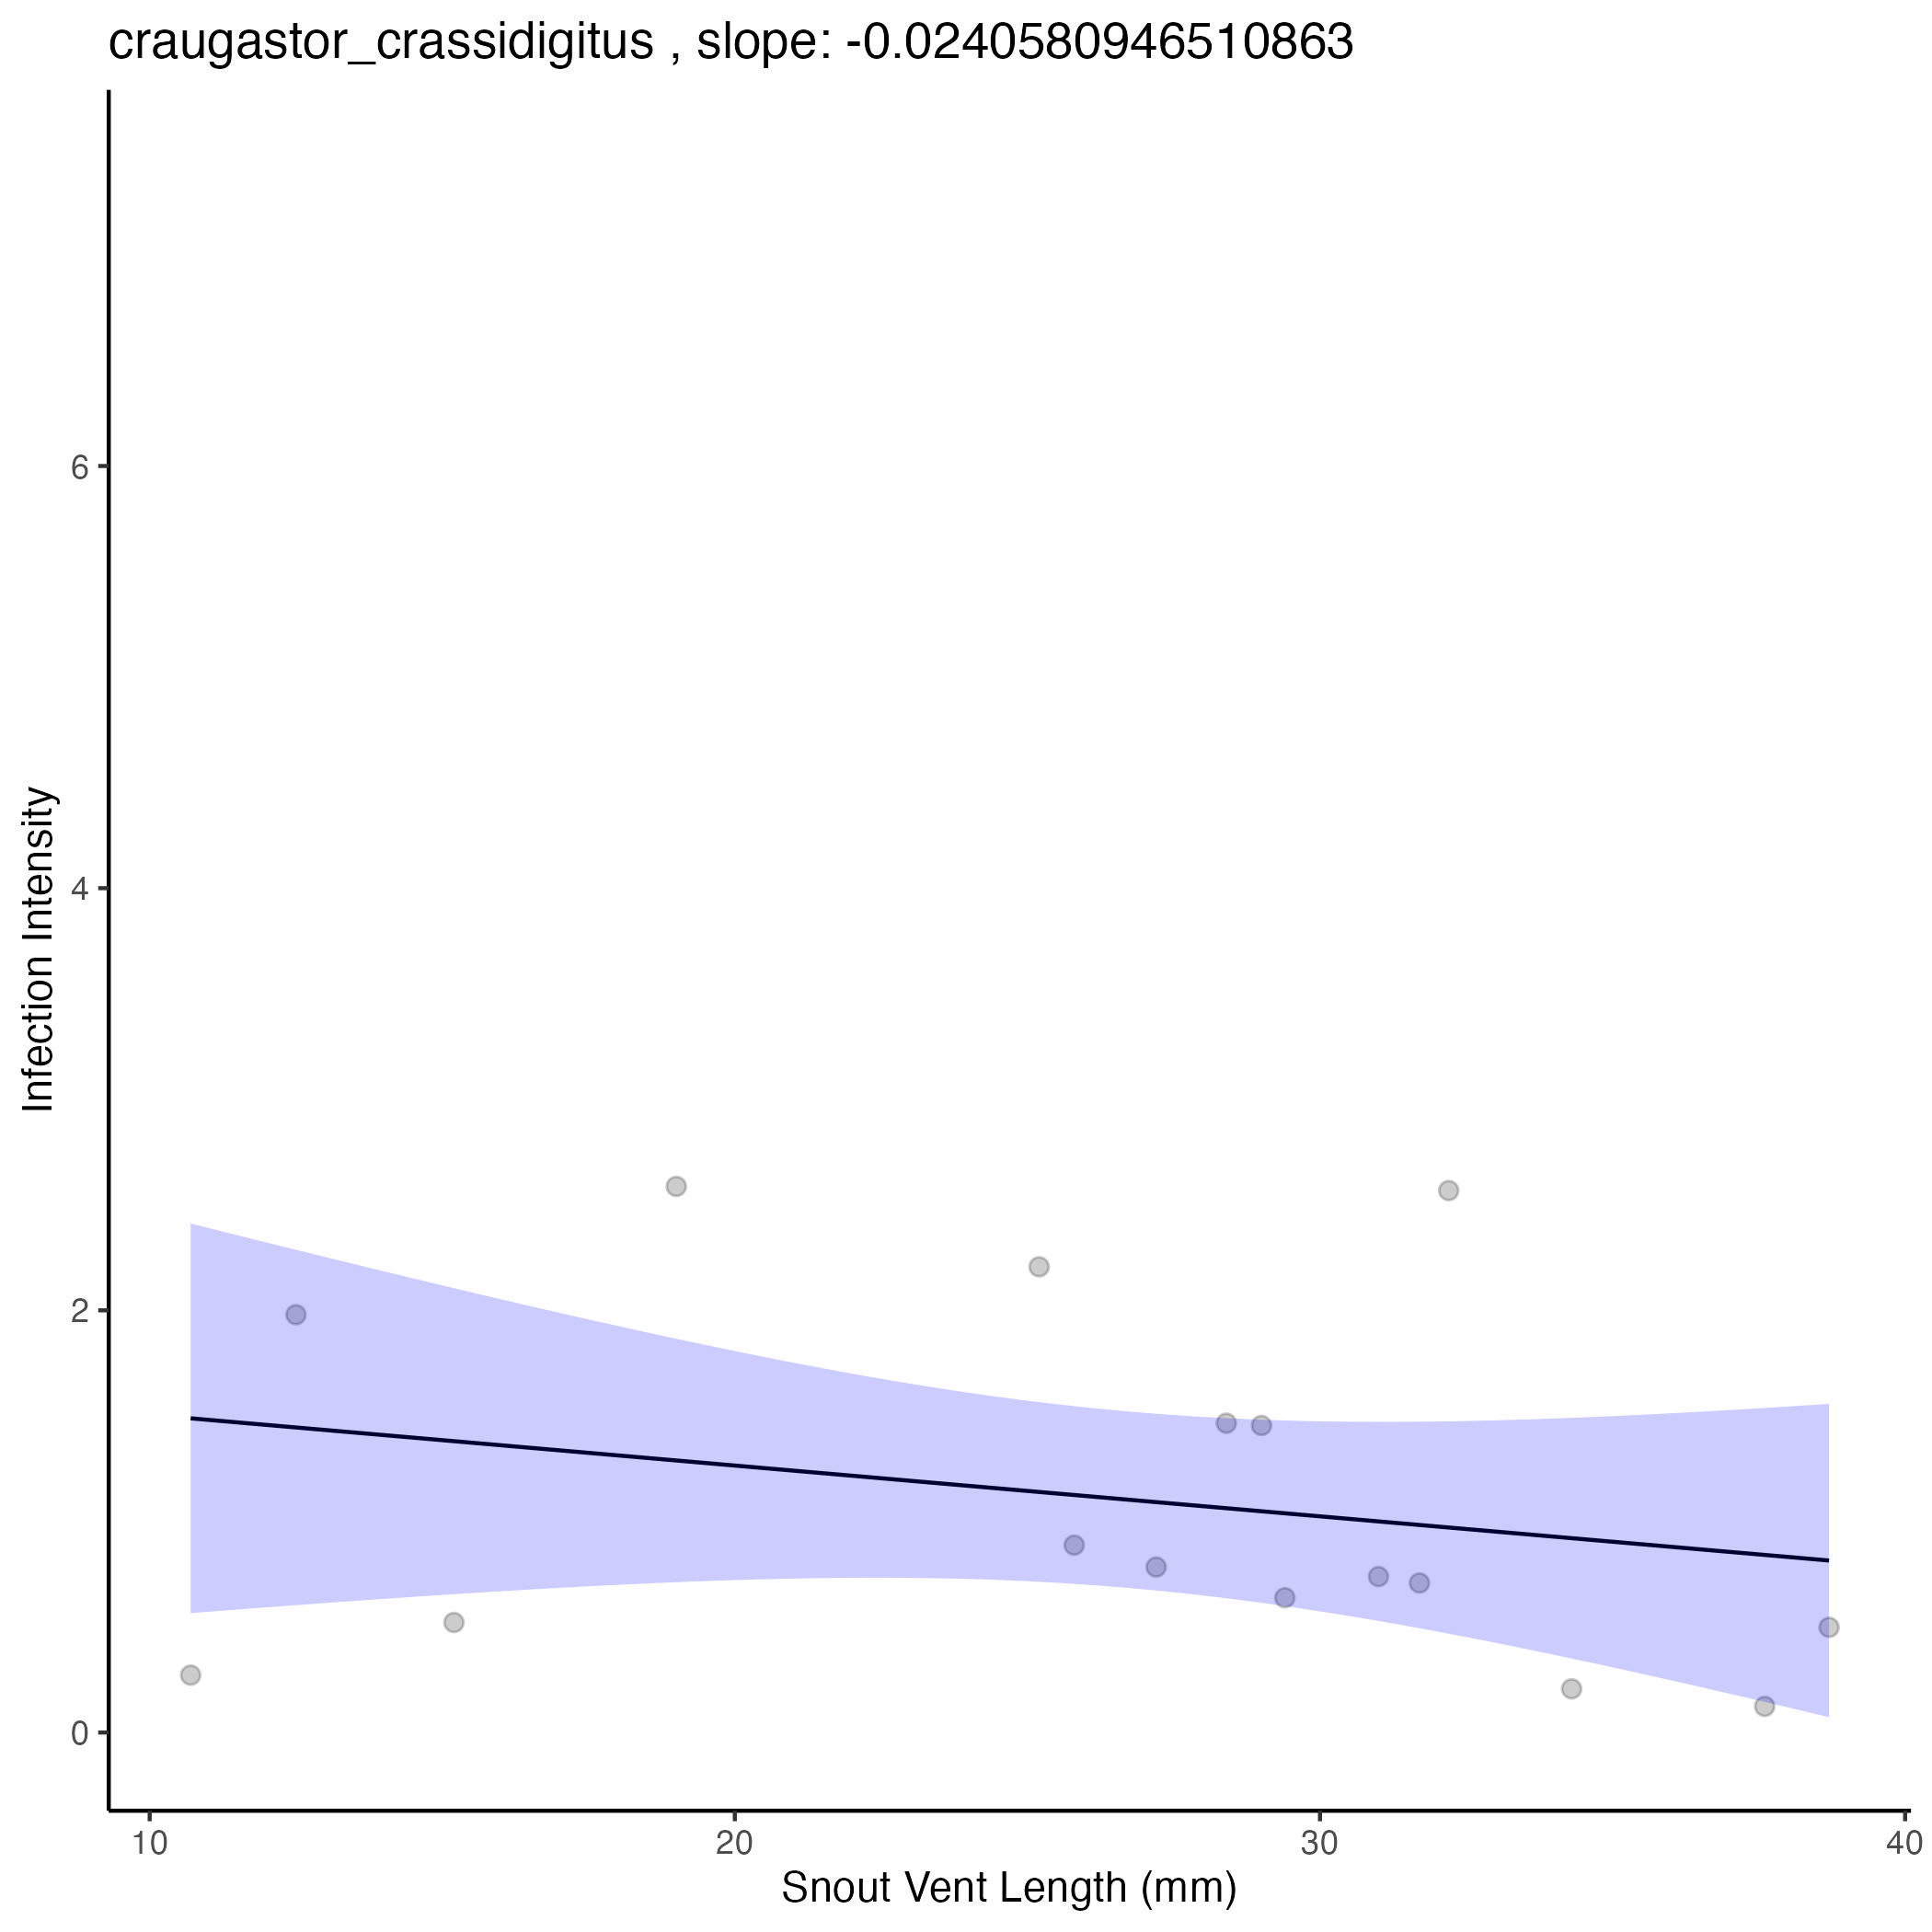 craugastor_crassidigitus , slope: -0.0240580946510863
Infection Intensity
6
4
2
0
10 20 30 40
Snout Vent Length (mm)